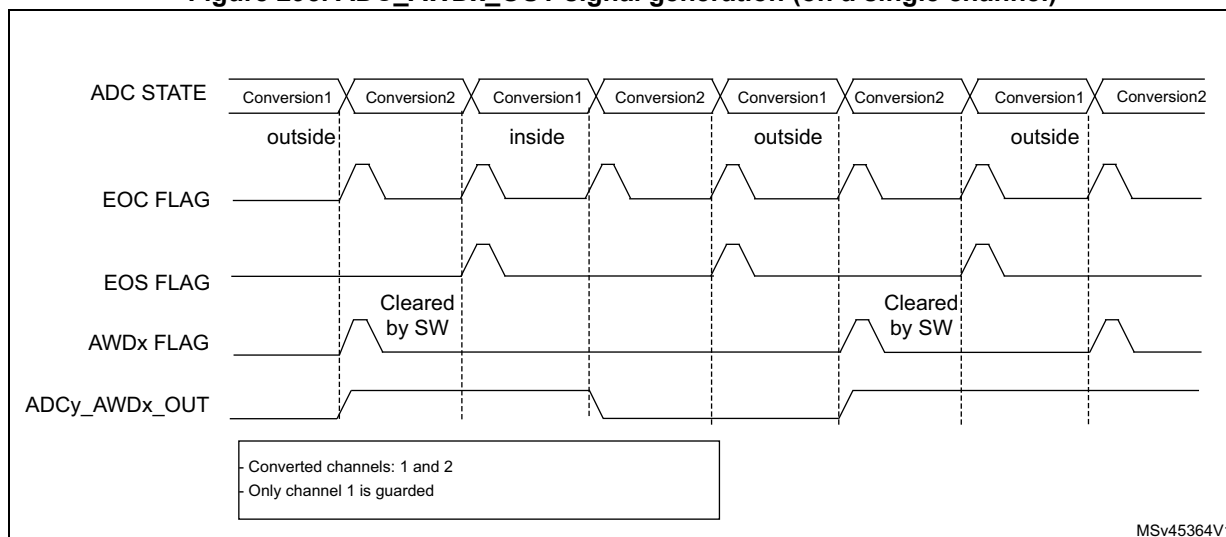 ADC STATE Conversion1 Conversion2 Conversion1 Conversion2 Conversion1 Conversion2 Conversion1 Conversion2
outside inside outside outside
EOC FLAG
EOS FLAG
Cleared by SW
Cleared by SW
AWDx FLAG
ADCy_AWDx_OUT
- Converted channels: 1 and 2
- Only channel 1 is guarded